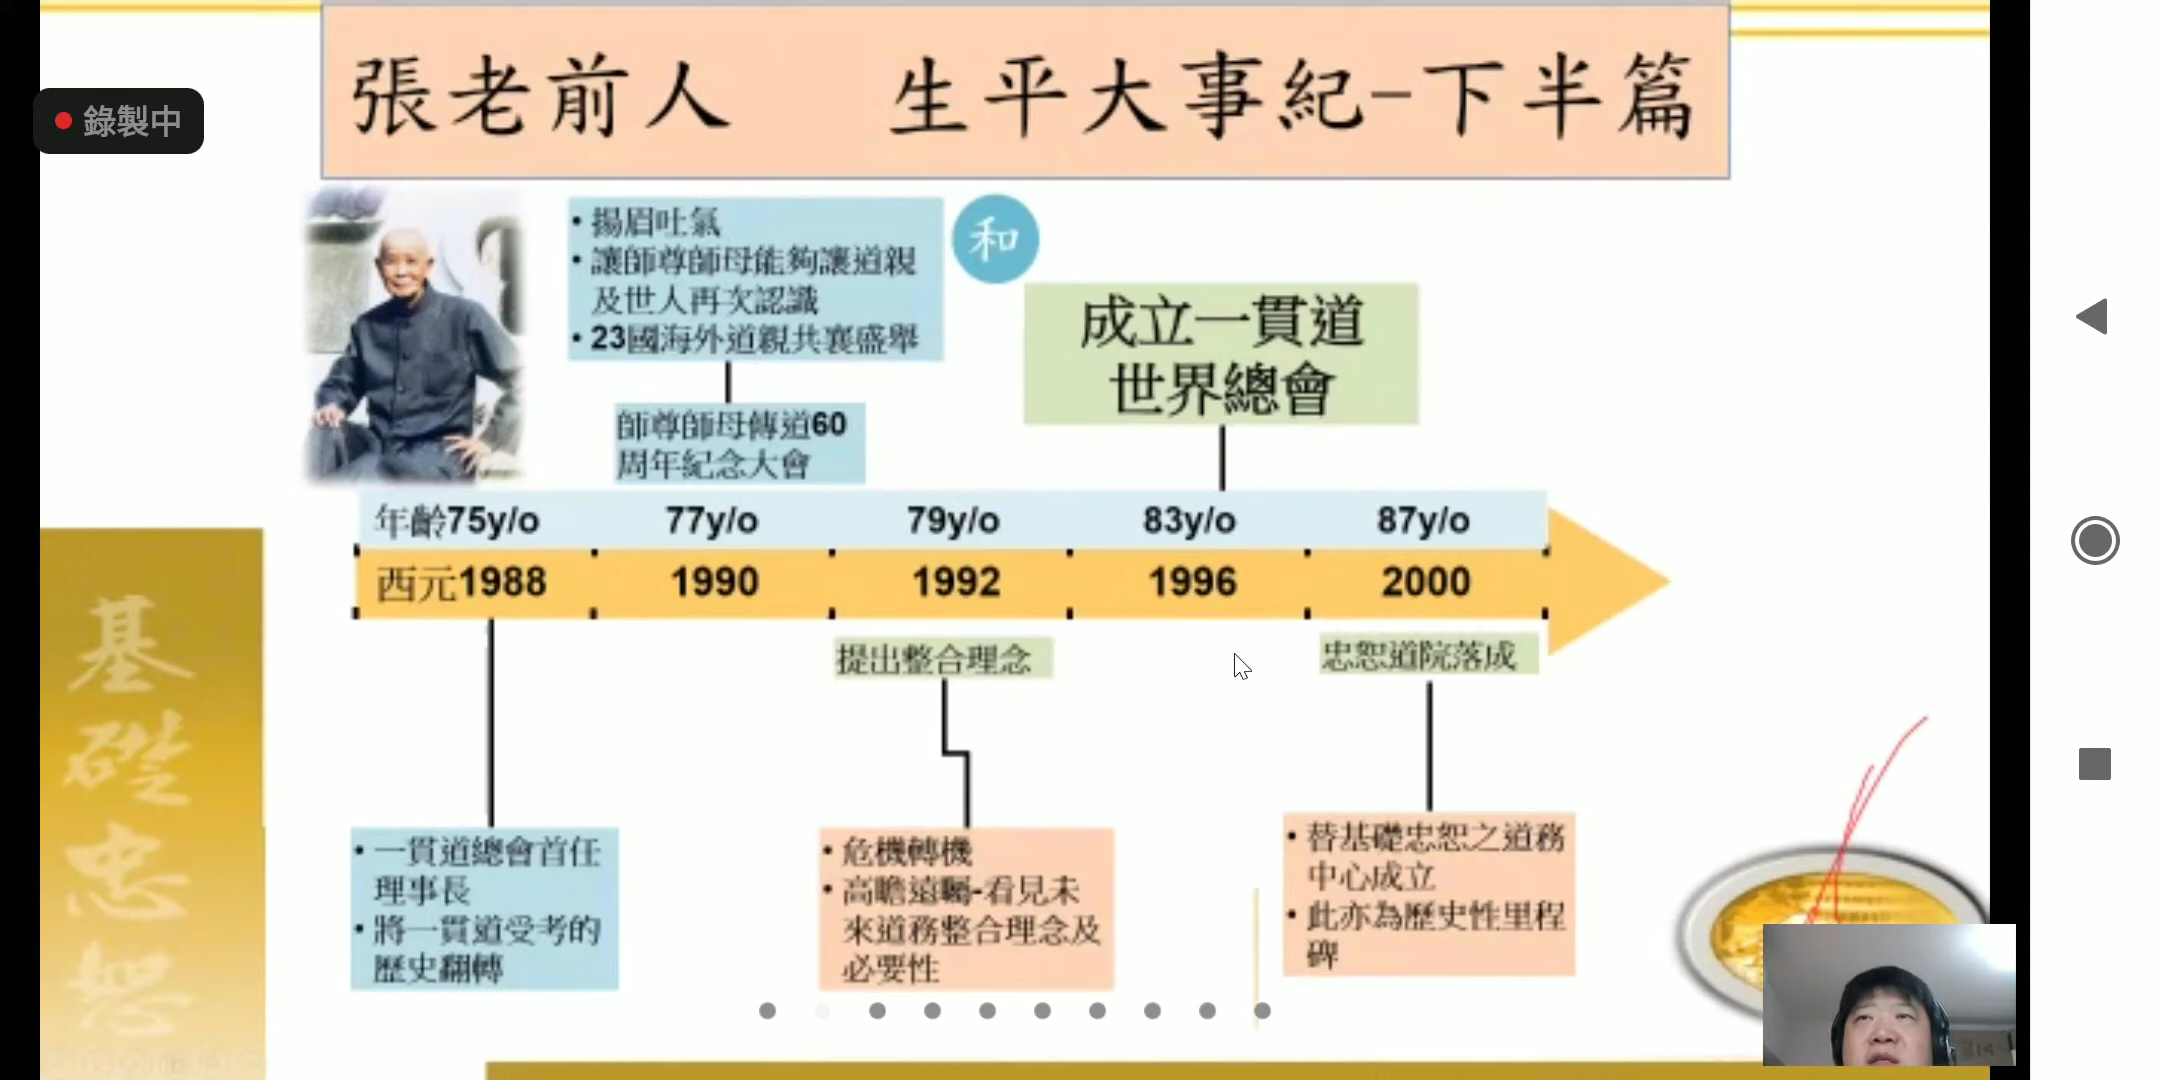 張老前人 生平大事紀-下半篇
錄製中
• 揚眉吐氣
• 讓師尊師母能夠讓道親
及世人再次認識
• 23國海外道親共襄盛舉
和
成立一貫道
世界總會
師尊師母傳道60
周年紀念大會
年齡75y/o 77y/o 79y/o 83y/o 87y/o
西元1988 1990 1992 1996 2000
提出整合理念
忠恕道院落成
• 一貫道總會首任
理事長
• 將一貫道受考的
歷史翻轉
• 危機轉機
• 高瞻遠矚-看見未
來道務整合理念及
必要性
• 替基礎忠恕之道務
中心成立
• 此亦為歷史性里程
碑
基
礎
忠
恕